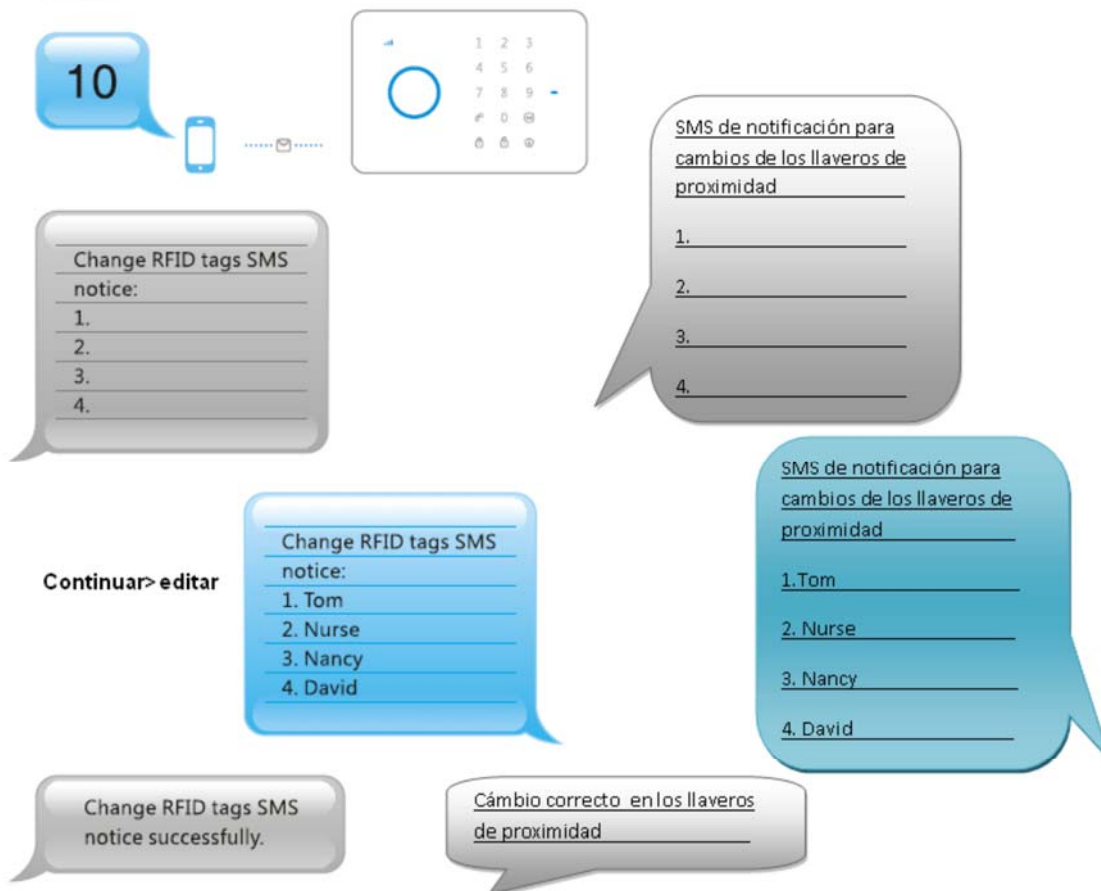 10
1 2 3
4 5 6
7 8 9
0
SMS de notificación para
cambios de los llaveros de
proximidad
1.
2.
3.
4.
Change RFID tags SMS
notice:
1.
2.
3.
4.
SMS de notificación para
cambios de los llaveros de
proximidad
1.Tom
2. Nurse
3. Nancy
4. David
Continuar> editar
Change RFID tags SMS
notice:
1. Tom
2. Nurse
3. Nancy
4. David
Change RFID tags SMS
notice successfully.
Cámbio correcto en los llaveros
de proximidad